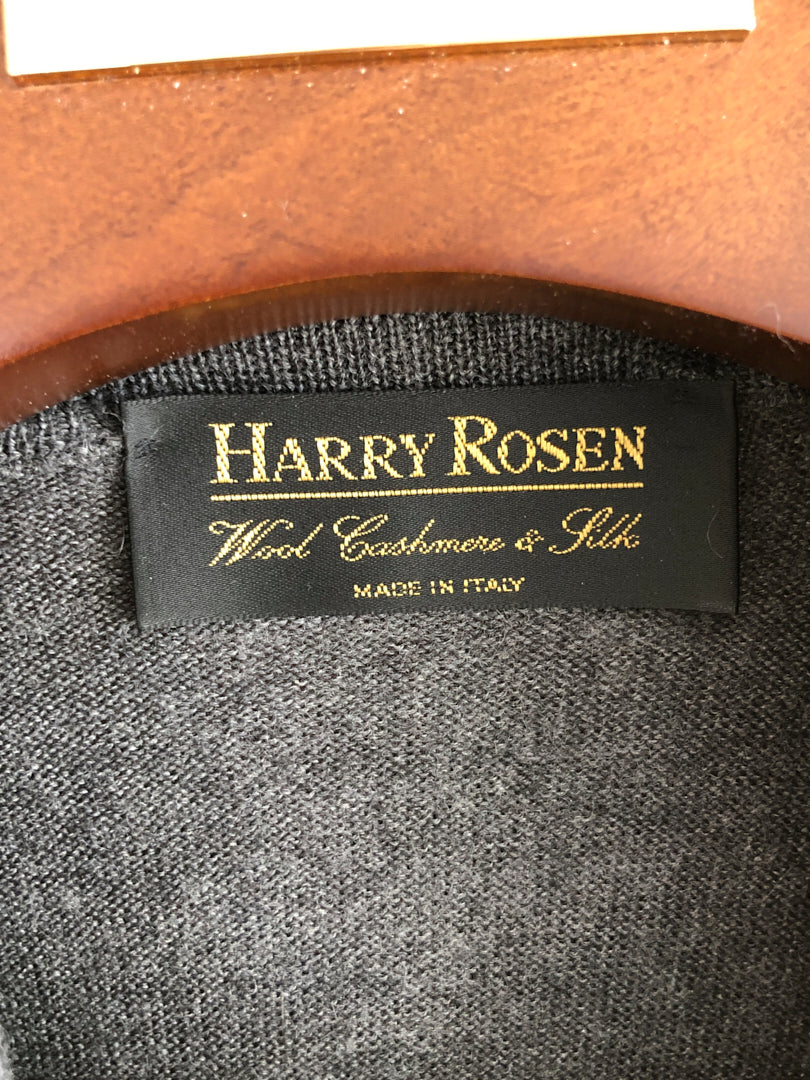 HARRY ROSEN
Wool Cashmere & Silk
MADE IN ITALY